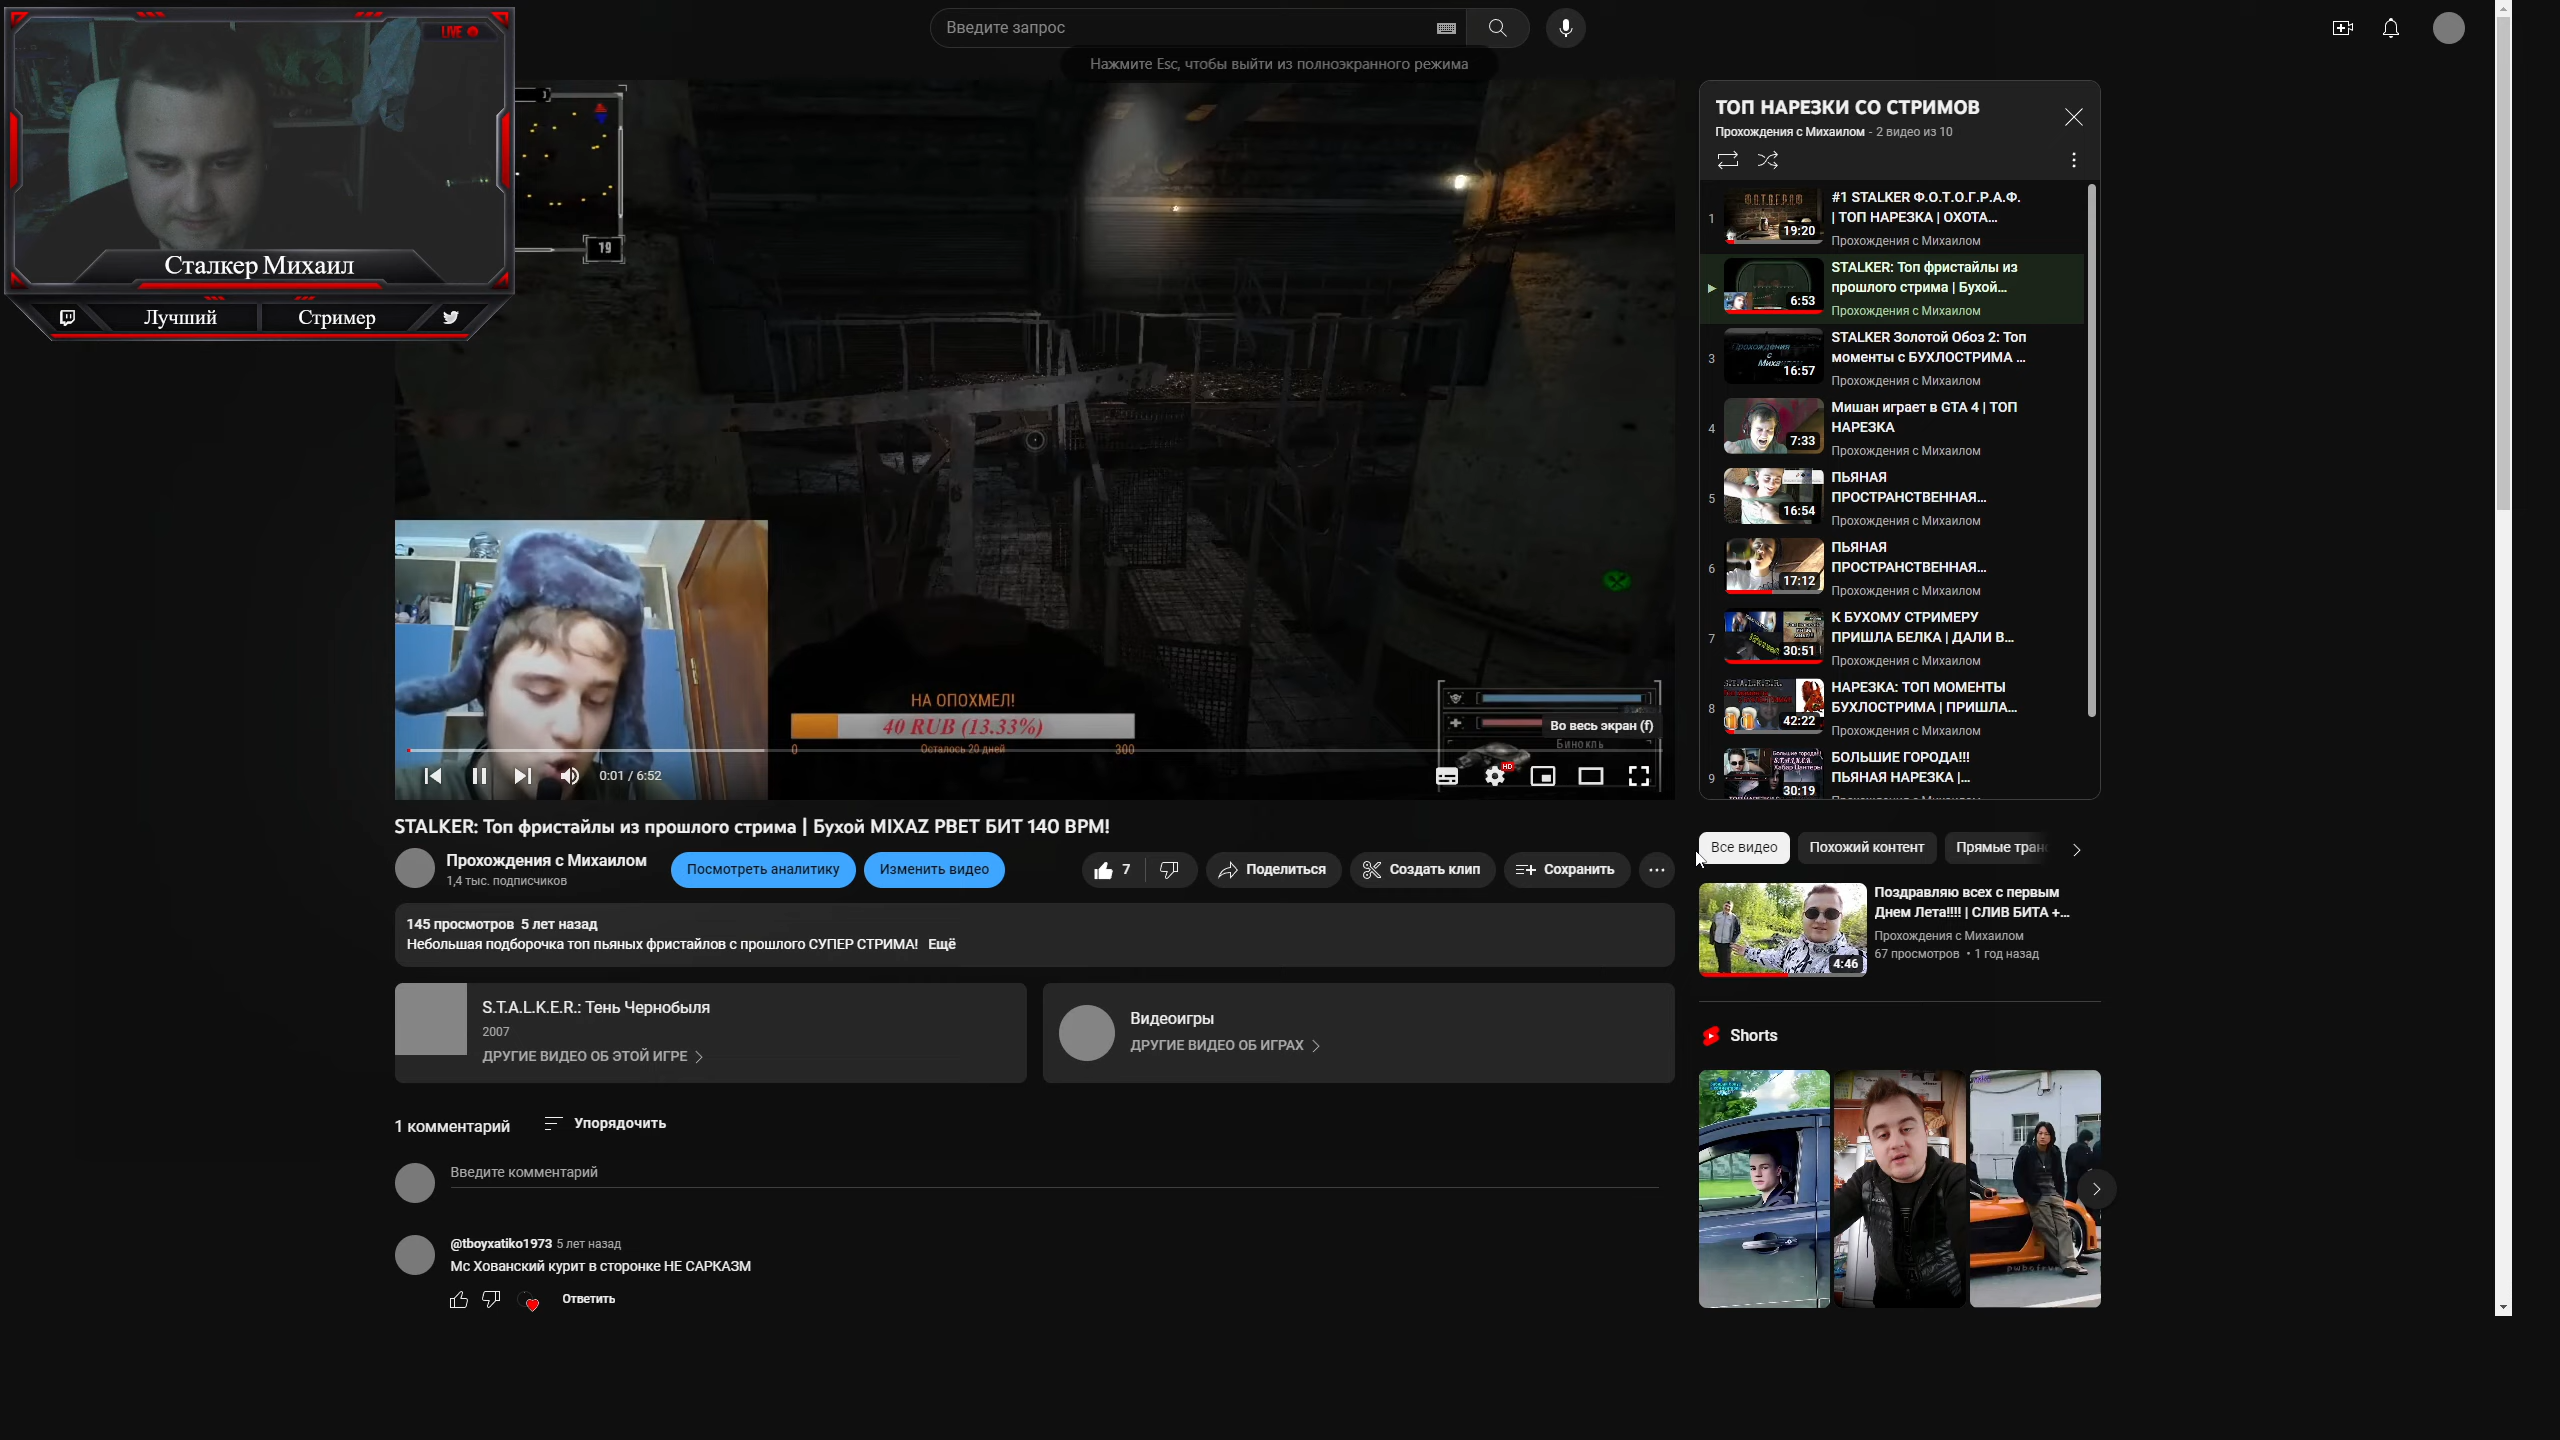 LIVE
Сталкер Михаил
Лучший
Стример
Введите запрос
Нажмите Esc, чтобы выйти из полноэкранного режима
19
НА ОПОХМЕЛ!
40 RUB (13.33%)
0
Осталось 20 дней
300
Во весь экран (f)
Бинокль
0:01 / 6:52
HD
STALKER: Топ фристайлы из прошлого стрима | Бухой MIXAZ РВЕТ БИТ 140 BPM!
Прохождения с Михаилом
1,4 тыс. подписчиков
Посмотреть аналитику
Изменить видео
7
Поделиться
Создать клип
Сохранить
145 просмотров 5 лет назад
Небольшая подборочка топ пьяных фристайлов с прошлого СУПЕР СТРИМА! Ещё
S.T.A.L.K.E.R.: Тень Чернобыля
2007
ДРУГИЕ ВИДЕО ОБ ЭТОЙ ИГРЕ
Видеоигры
ДРУГИЕ ВИДЕО ОБ ИГРАХ
1 комментарий
Упорядочить
Введите комментарий
@tboyxatiko1973 5 лет назад
Мс Хованский курит в сторонке НЕ САРКАЗМ
Ответить
ТОП НАРЕЗКИ СО СТРИМОВ
Прохождения с Михаилом - 2 видео из 10
1
19:20
#1 STALKER Ф.О.Т.О.Г.Р.А.Ф.
| ТОП НАРЕЗКА | ОХОТА...
Прохождения с Михаилом
6:53
STALKER: Топ фристайлы из
прошлого стрима | Бухой...
Прохождения с Михаилом
3
Прохождения
с
16:57
STALKER Золотой Обоз 2: Топ
моменты с БУХЛОСТРИМА ...
Прохождения с Михаилом
4
7:33
Мишан играет в GTA 4 | ТОП
НАРЕЗКА
Прохождения с Михаилом
5
16:54
ПЬЯНАЯ
ПРОСТРАНСТВЕННАЯ...
Прохождения с Михаилом
6
17:12
ПЬЯНАЯ
ПРОСТРАНСТВЕННАЯ...
Прохождения с Михаилом
7
30:51
К БУХОМУ СТРИМЕРУ
ПРИШЛА БЕЛКА | ДАЛИ В...
Прохождения с Михаилом
8
42:22
НАРЕЗКА: ТОП МОМЕНТЫ
БУХЛОСТРИМА | ПРИШЛА...
Прохождения с Михаилом
9
30:19
БОЛЬШИЕ ГОРОДА!!!
ПЬЯНАЯ НАРЕЗКА |...
Все видео
Похожий контент
Прямые тран
4:46
Поздравляю всех с первым
Днем Лета!!!! | СЛИВ БИТА +...
Прохождения с Михаилом
67 просмотров • 1 год назад
Shorts